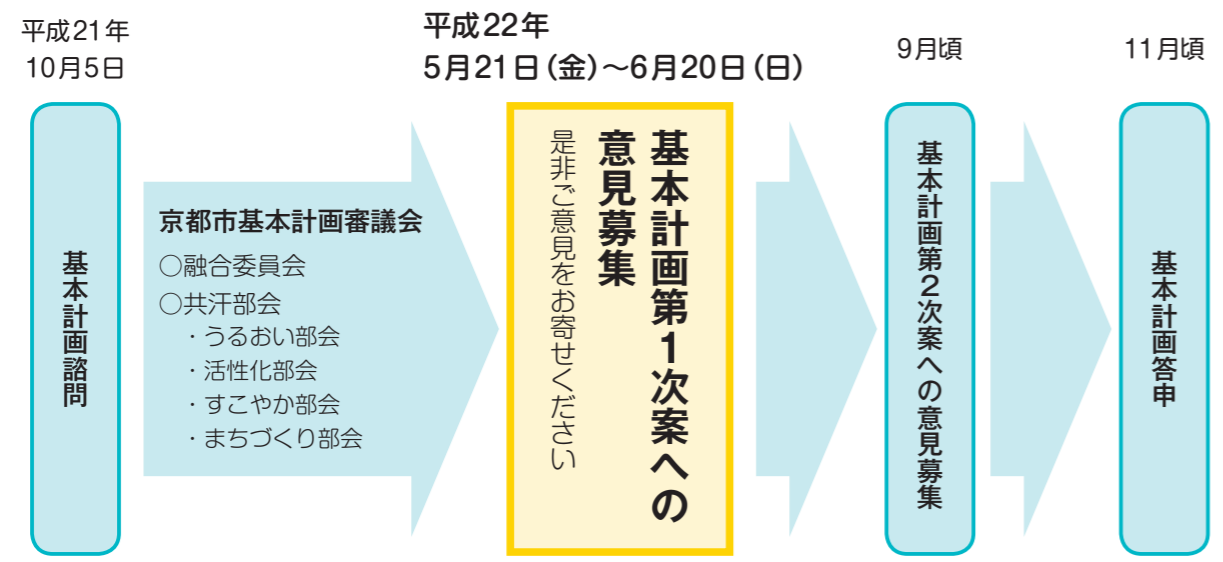 平成21年
10月5日
基本計画諮問
京都市基本計画審議会
○融合委員会
○共汗部会
・うるおい部会
・活性化部会
・すこやか部会
・まちづくり部会
平成22年
5月21日(金)~6月20日(日)
基本計画第1次案への
意見募集
是非ご意見をお寄せください
9月頃
基本計画第2次案への意見募集
11月頃
基本計画答申